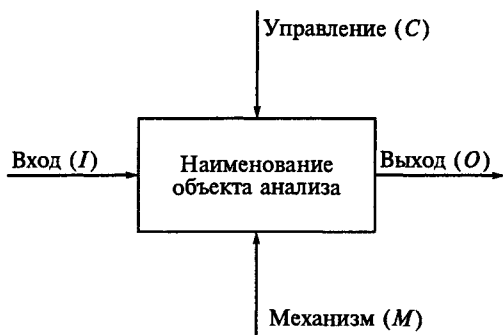 Управление (C)
Вход (I)
Наименование
объекта анализа
Выход (O)
Механизм (M)